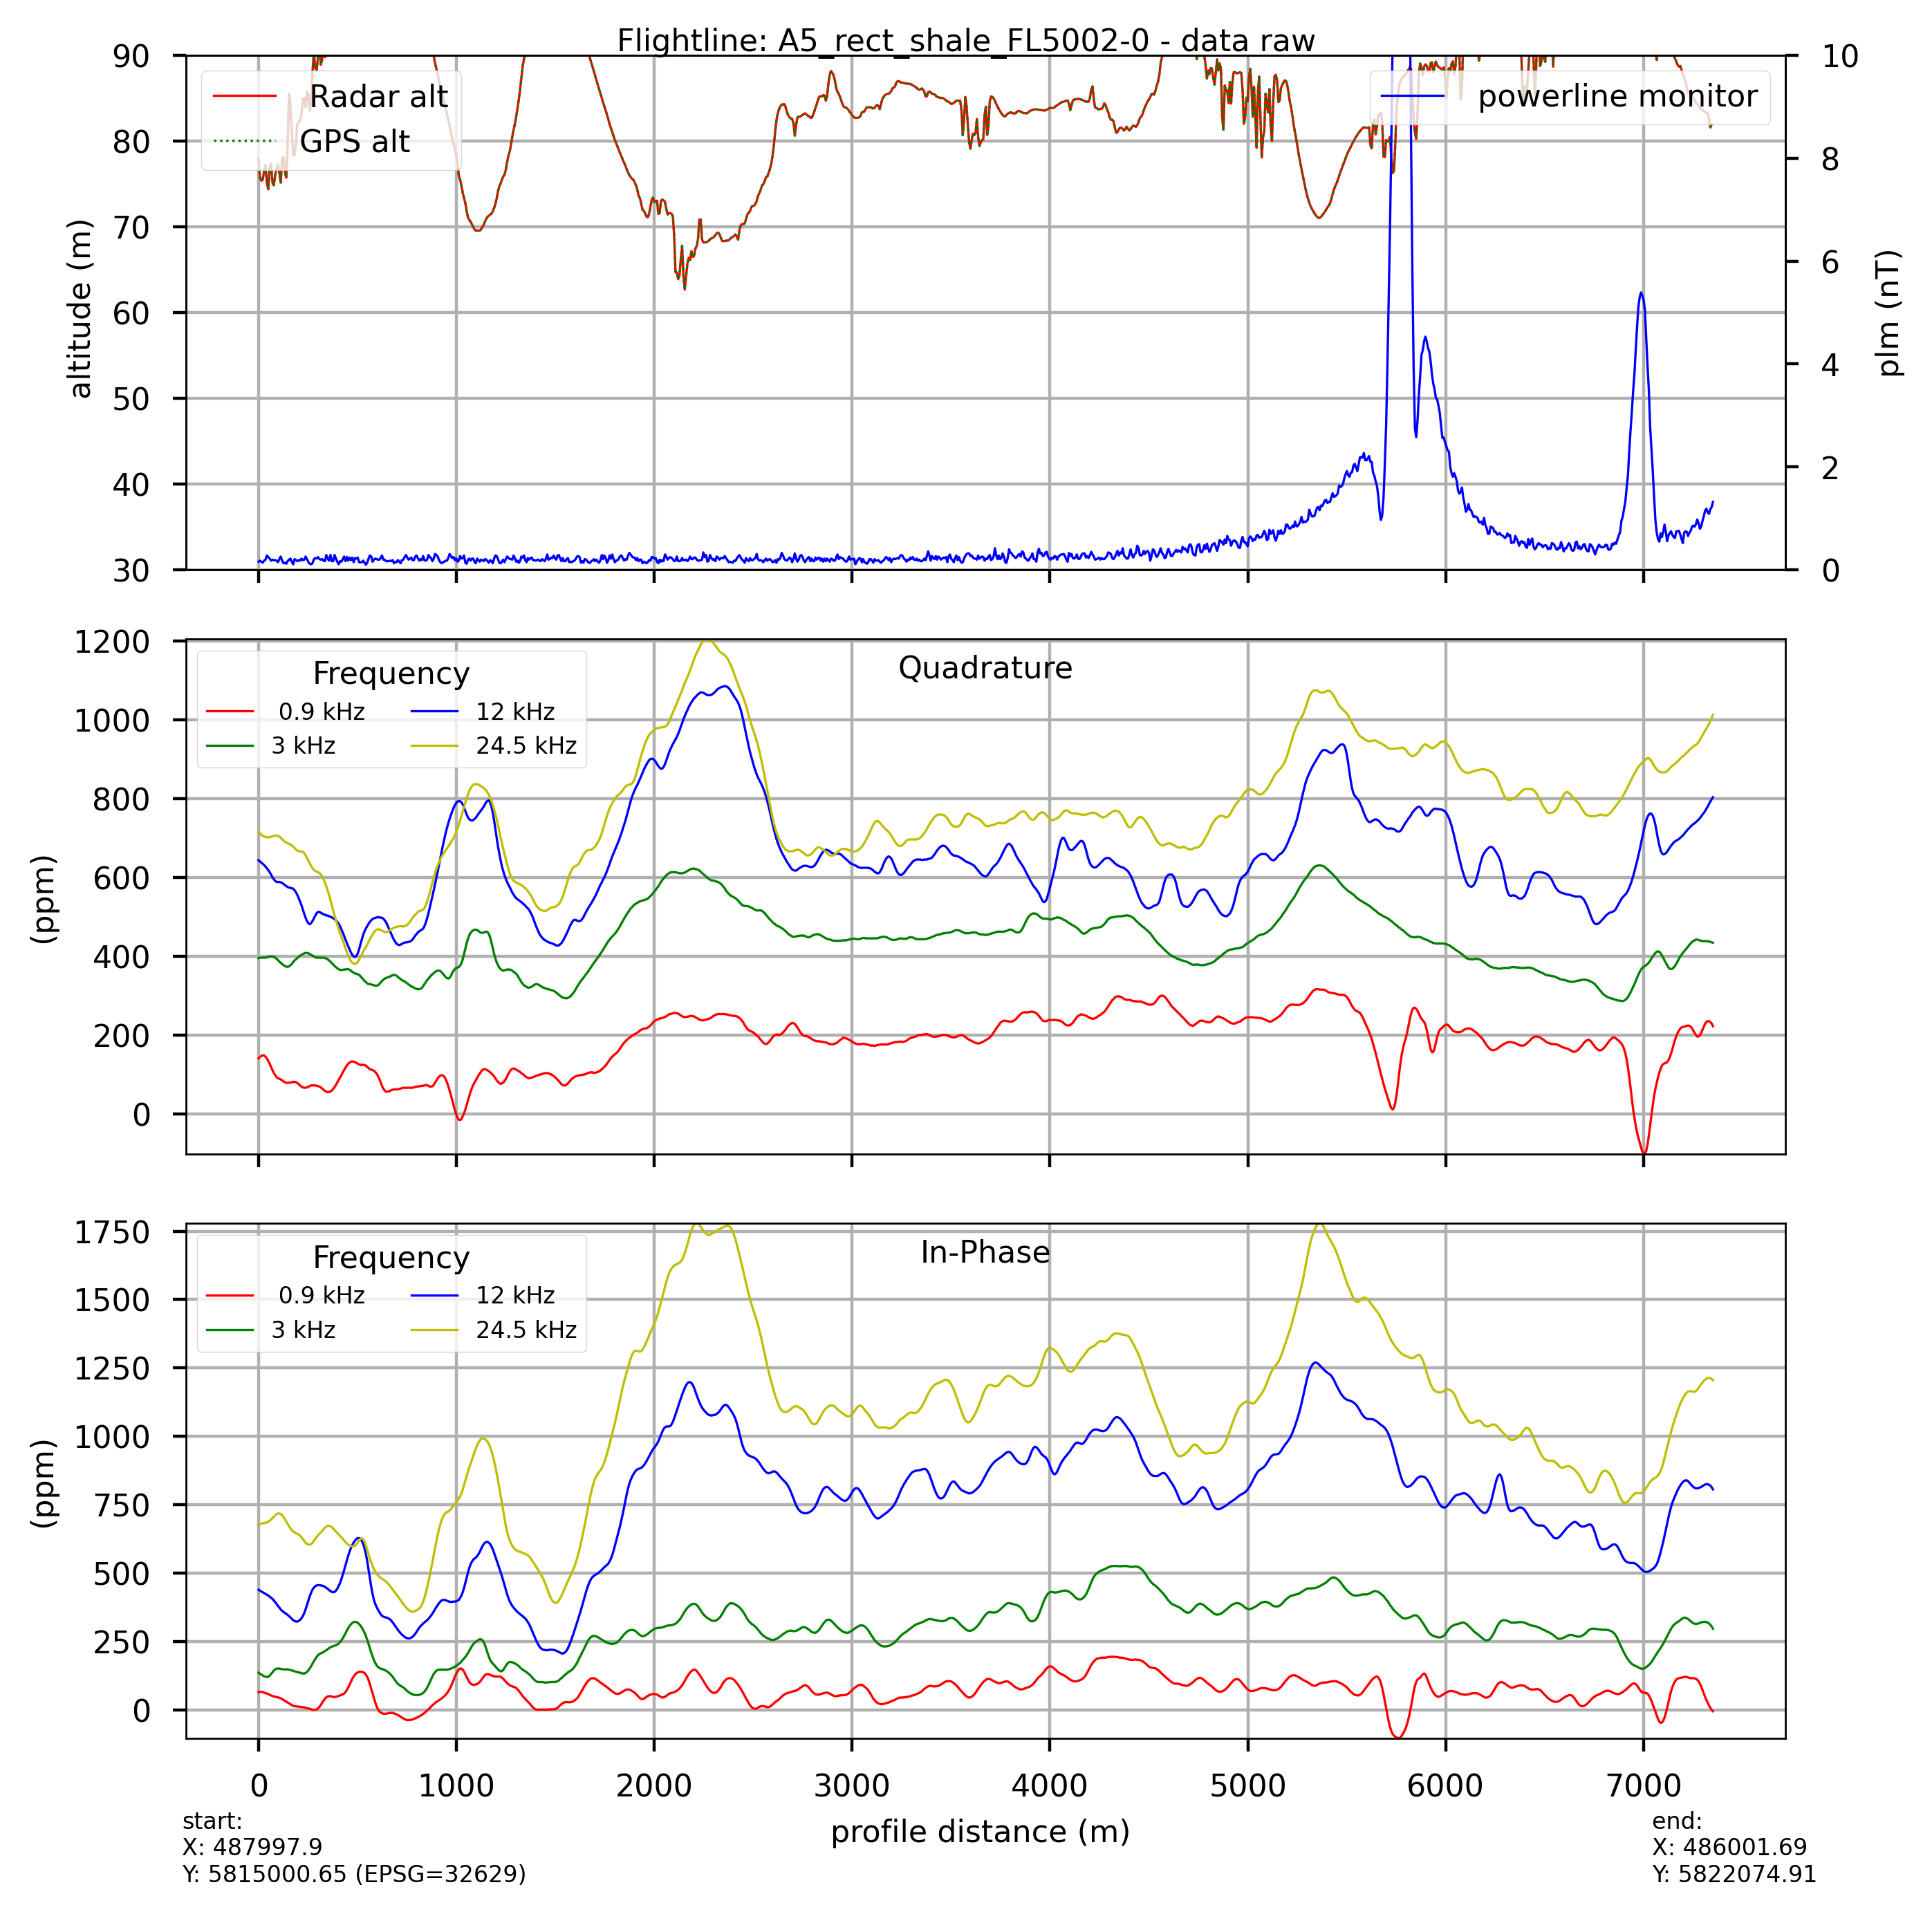 Flightline: A5_rect_shale_FL5002-0 - data raw
90
80
70
60
50
40
30
altitude (m)
Radar alt
GPS alt
powerline monitor
10
8
6
4
2
0
plm (nT)
1200
1000
800
600
400
200
0
(ppm)
Quadrature
Frequency
0.9 kHz
3 kHz
12 kHz
24.5 kHz
1750
1500
1250
1000
750
500
250
0
(ppm)
In-Phase
Frequency
0.9 kHz
3 kHz
12 kHz
24.5 kHz
0 1000 2000 3000 4000 5000 6000 7000
profile distance (m)
start:
X: 487997.9
Y: 5815000.65 (EPSG=32629)
end:
X: 486001.69
Y: 5822074.91